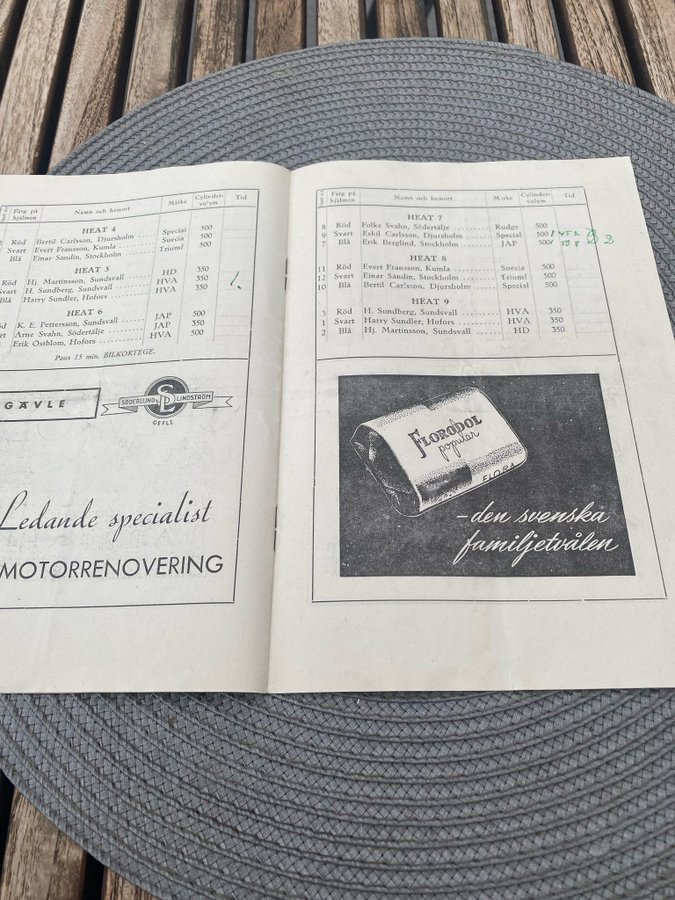 Färg på hjälmen Namn och hemort Märke Cylinder- vo'ym Tid
HEAT 4
Röd Bertil Carlsson, Djursholm Special 500
Svart Evert Fransson, Kumla Suecia 500
Blå Einar Sandin, Stockholm Triumf 500
HEAT 5
Röd Hj. Martinsson, Sundsvall HD 350
Svart H. Sundberg, Sundsvall HVA 350 1.
Blå Harry Sundler, Hofors HVA 350
HEAT 6
K. E. Pettersson, Sundsvall JAP 500
Arne Svahn, Södertälje JAP 350
Erik Östblom, Hofors HVA 500
Paus 15 min. BILKORTEGE.
GÄVLE
SÖDERLUND & LINDSTRÖM
GEFLE
Ledande specialist
MOTORRENOVERING
Färg på hjälmen Namn och hemort Märke Cylinder- volym Tid
HEAT 7
8 Röd Folke Svahn, Södertälje Rudge 500
9 Svart Eskil Carlsson, Djursholm Special 500
7 Blå Erik Berglind, Stockholm JAP 500
HEAT 8
11 Röd Evert Fransson, Kumla Suecia 500
12 Svart Einar Sandin, Stockholm Triumf 500
10 Blå Bertil Car'sson, Djursholm Special 500
HEAT 9
3 Röd H. Sundberg, Sundsvall HVA 350
1 Svart Harry Sundler, Hofors HVA 350
2 Blå Hj. Martinsson, Sundsvall HD 350
FLORODOL
populär
FLORA
– den svenska
familjetvålen